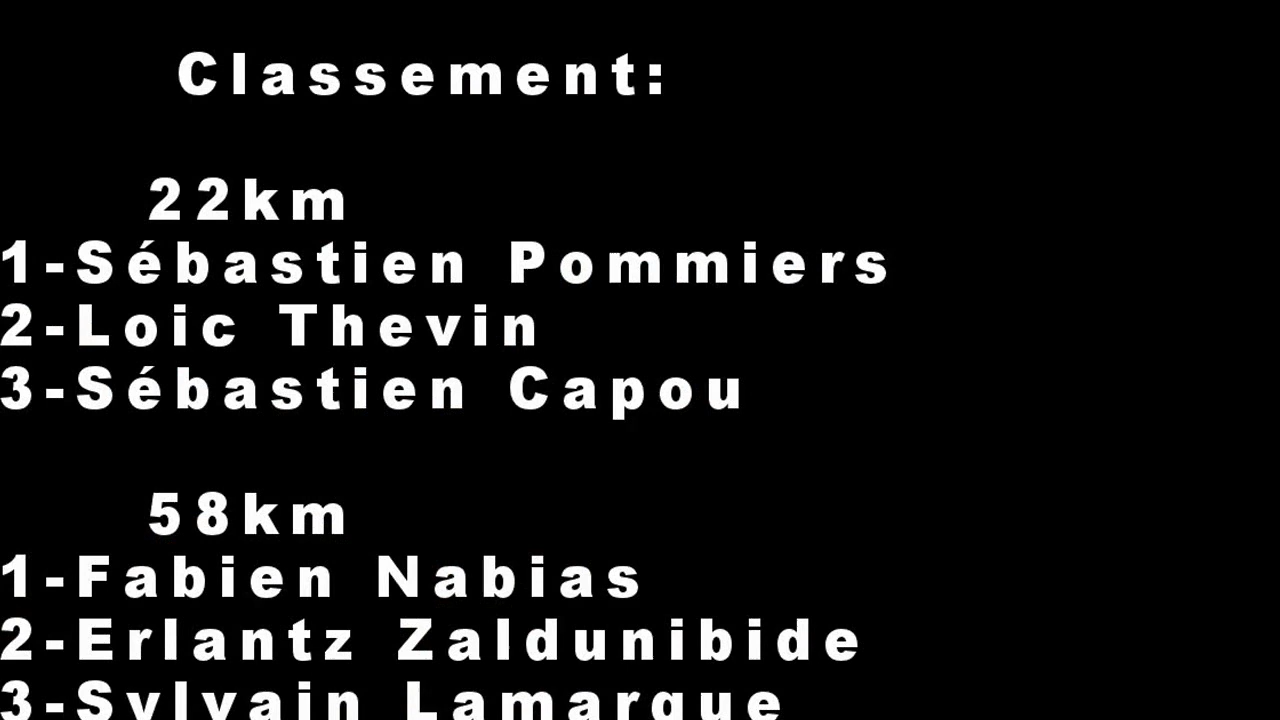 Classement:
22km
1-Sébastien Pommiers
2-Loic Thevin
3-Sébastien Capou
58km
1-Fabien Nabias
2-Erlantz Zaldunibide
3-Sylvain Lamarque